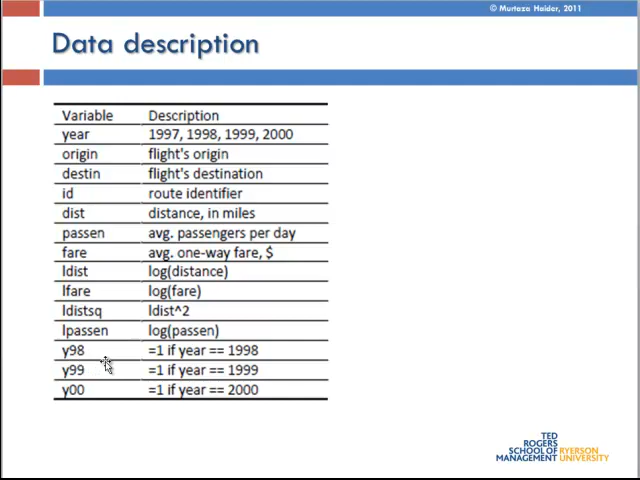 © Murtaza Haider, 2011
Data description
Variable Description
year 1997, 1998, 1999, 2000
origin flight's origin
destin flight's destination
id route identifier
dist distance, in miles
passen avg. passengers per day
fare avg. one-way fare, $
ldist log(distance)
lfare log(fare)
ldistsq ldist^2
lpassen log(passen)
y98 =1 if year == 1998
y99 =1 if year == 1999
y00 =1 if year == 2000
TED
ROGERS
SCHOOL OF RYERSON
MANAGEMENT UNIVERSITY